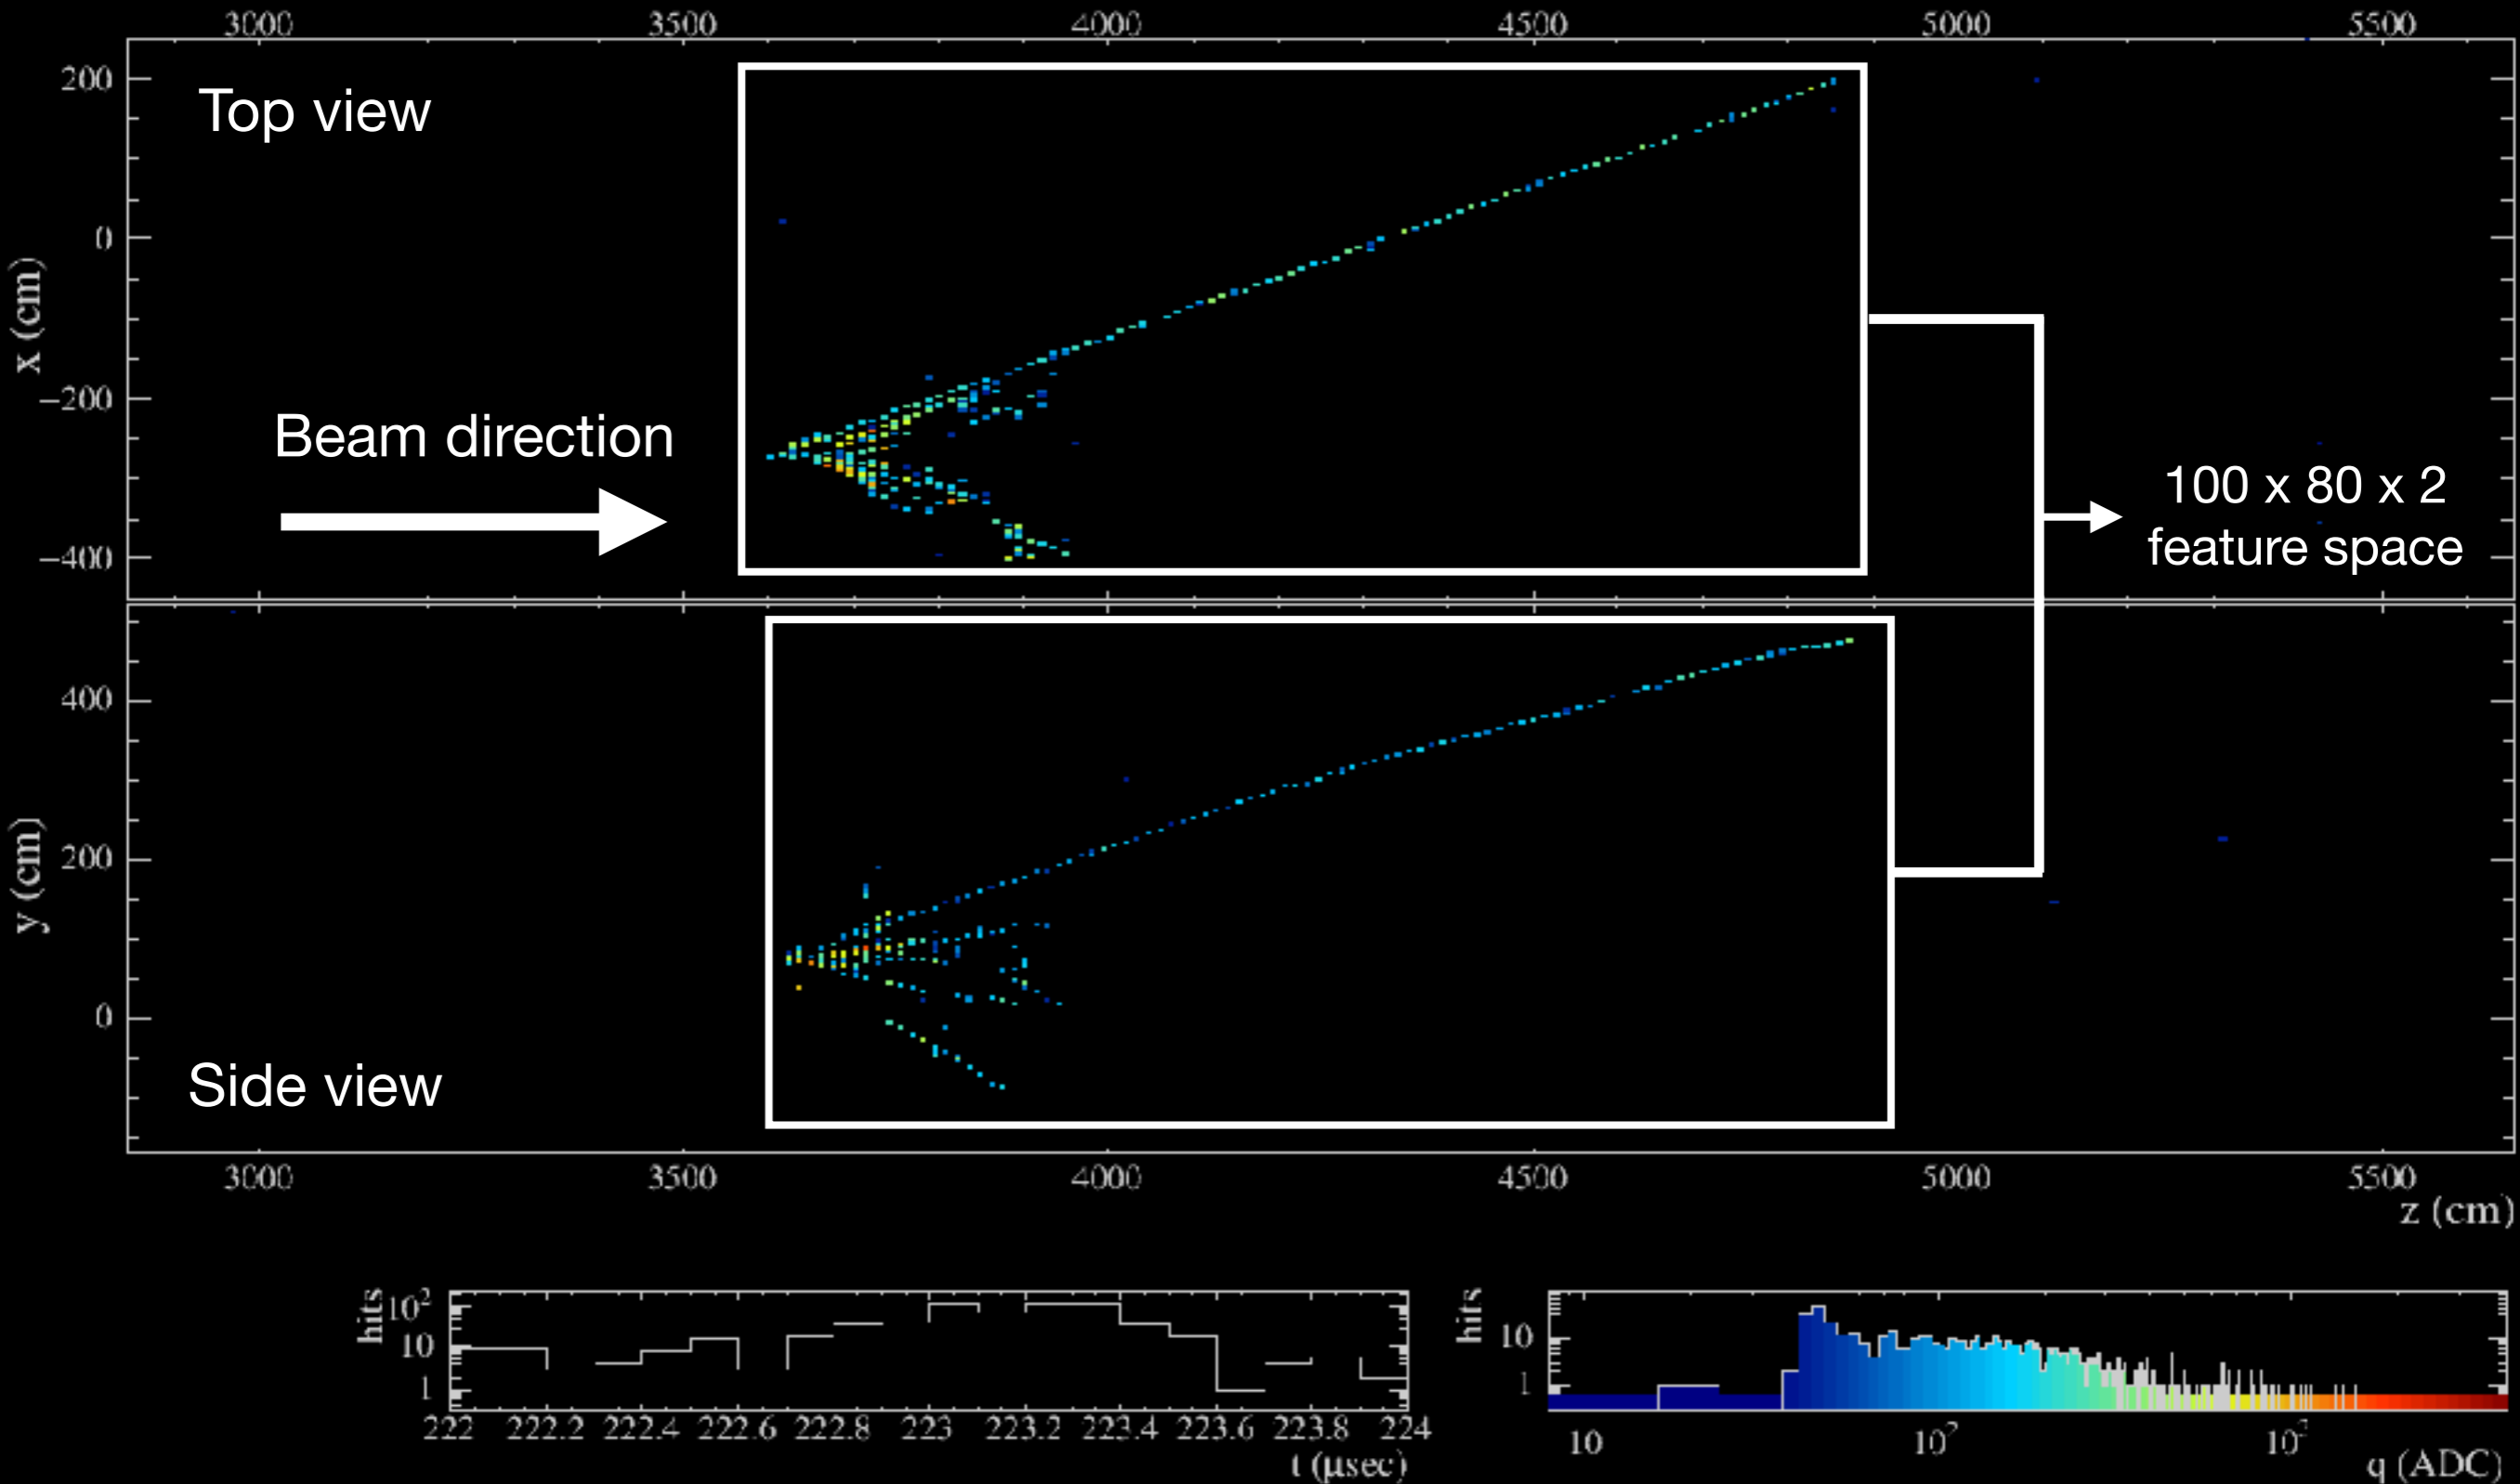 3000 3500 4000 4500 5000 5500
200
Top view
0
x (cm)
−200
Beam direction
100 x 80 x 2
feature space
−400
400
200
y (cm)
0
Side view
3000 3500 4000 4500 5000 5500
z (cm)
hits
10²
10
1
222 222.2 222.4 222.6 222.8 223 223.2 223.4 223.6 223.8 224
t (μsec)
hits
10
1
10 10² 10³
q (ADC)